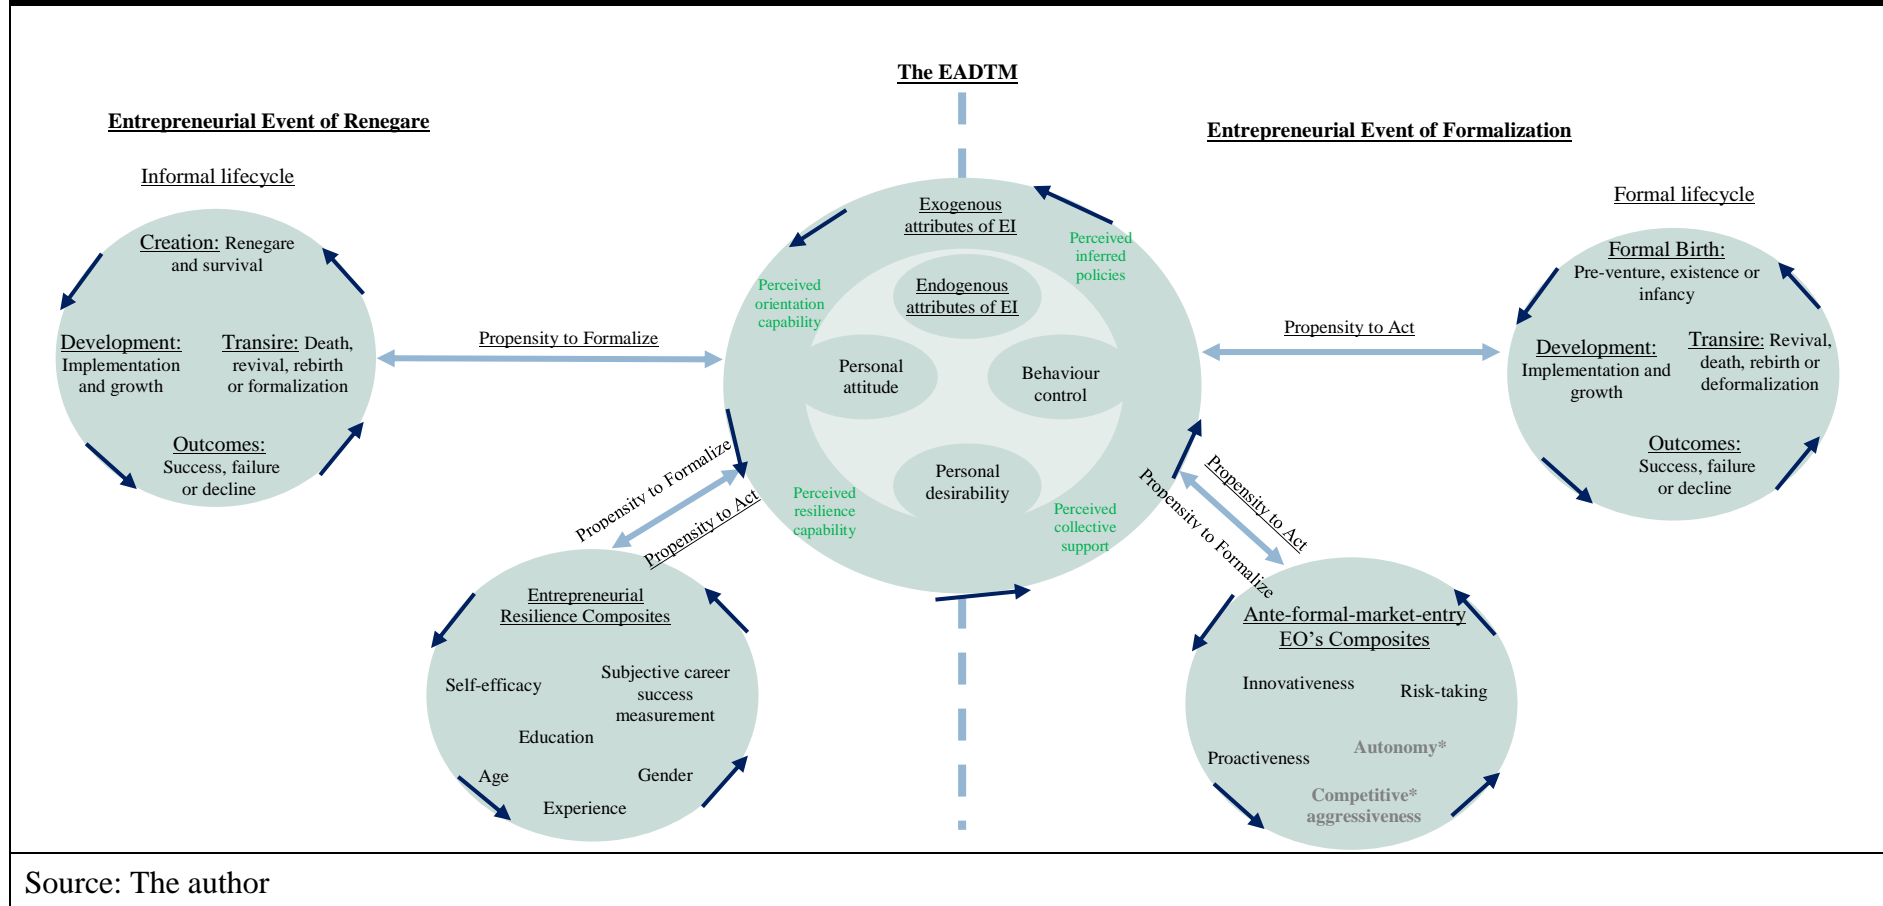 The EADTM
Entrepreneurial Event of Renegare
Entrepreneurial Event of Formalization
Informal lifecycle
Creation: Renegare
and survival
Development:
Implementation
and growth
Transire: Death,
revival, rebirth
or formalization
Outcomes:
Success, failure
or decline
Propensity to Formalize
Exogenous
attributes of EI
Perceived
inferred
policies
Perceived
orientation
capability
Endogenous
attributes of EI
Personal
attitude
Behaviour
control
Personal
desirability
Perceived
resilience
capability
Perceived
collective
support
Propensity to Act
Formal lifecycle
Formal Birth:
Pre-venture, existence or
infancy
Development:
Implementation and
growth
Transire: Revival,
death, rebirth or
deformalization
Outcomes:
Success, failure
or decline
Propensity to Formalize
Propensity to Act
Entrepreneurial
Resilience Composites
Self-efficacy
Subjective career
success
measurement
Education
Age
Gender
Experience
Propensity to Act
Propensity to Formalize
Ante-formal-market-entry
EO’s Composites
Innovativeness
Risk-taking
Proactiveness
Autonomy*
Competitive*
aggressiveness
Source: The author